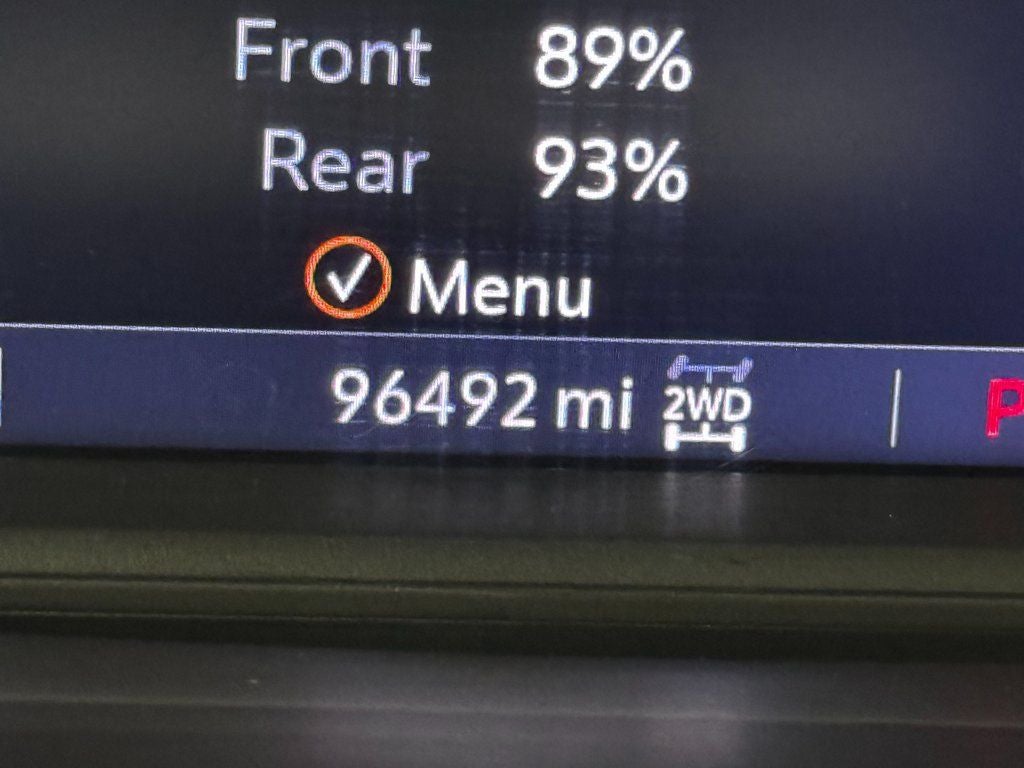 Front 89%
Rear 93%
Menu
96492 mi 2WD P